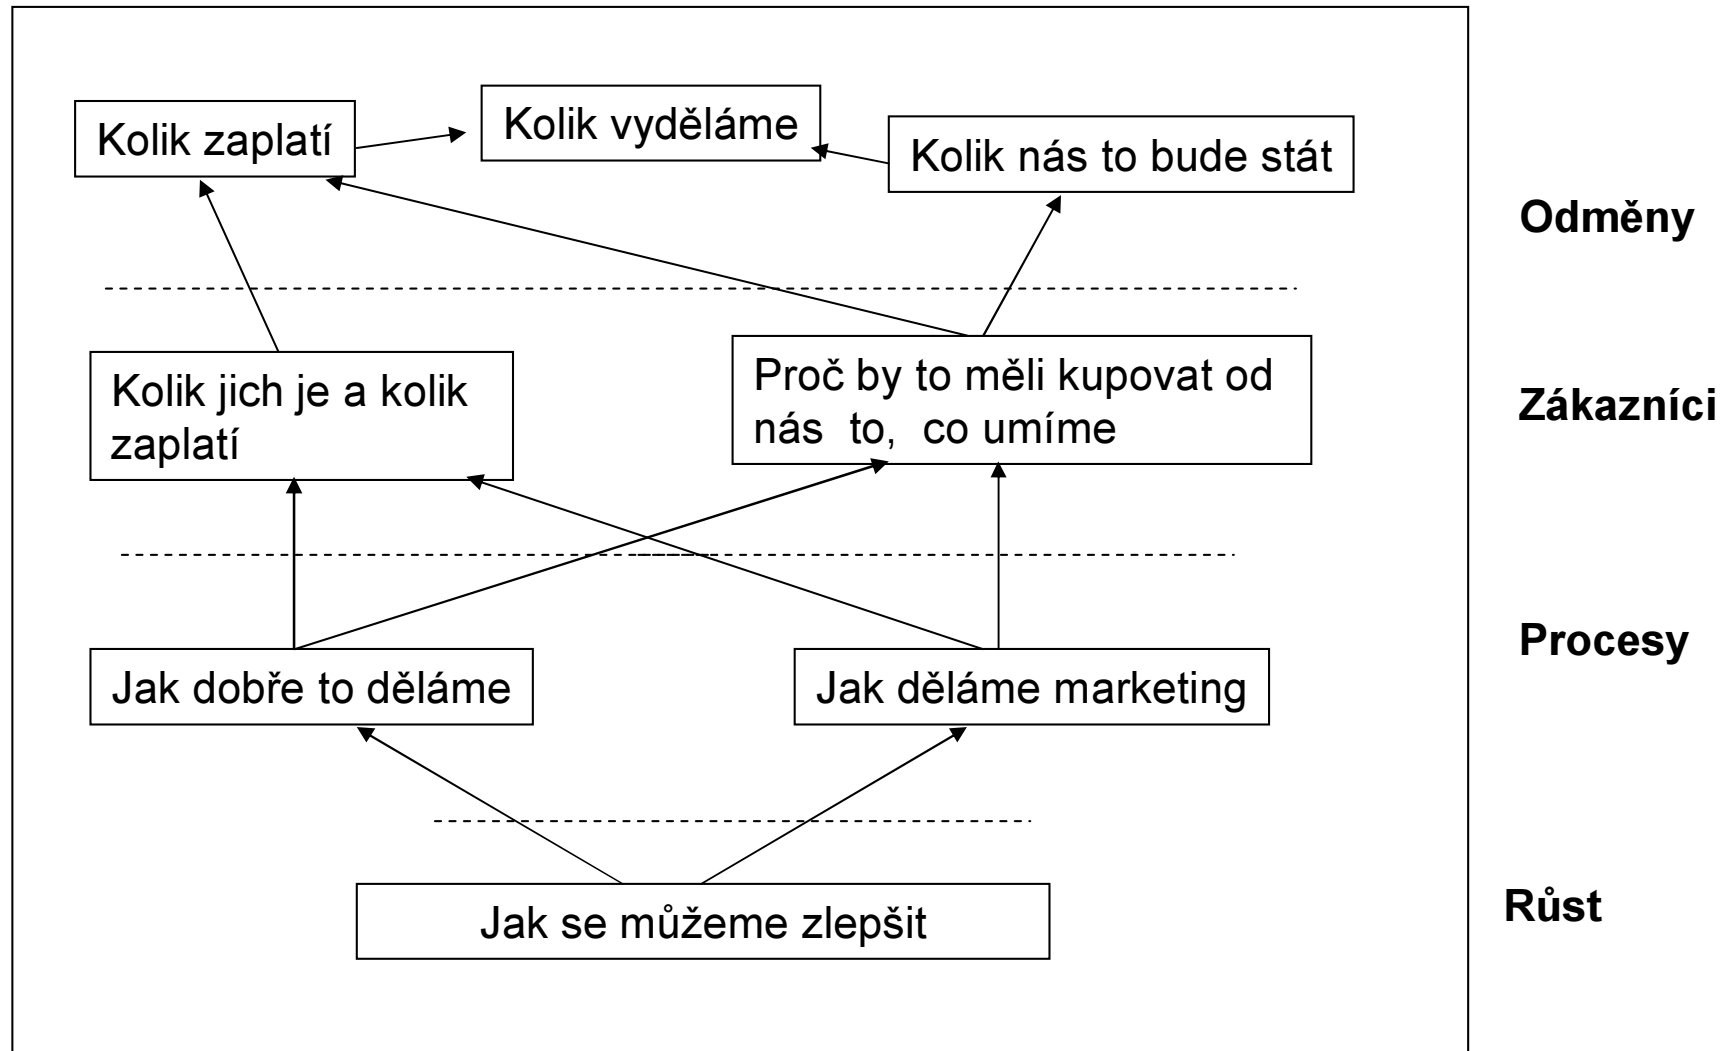 Kolik zaplatí
Kolik vyděláme
Kolik nás to bude stát
Odměny
Kolik jich je a kolik
zaplatí
Proč by to měli kupovat od
nás  to,  co umíme
Zákazníci
Jak dobře to děláme
Jak děláme marketing
Procesy
Jak se můžeme zlepšit
Růst